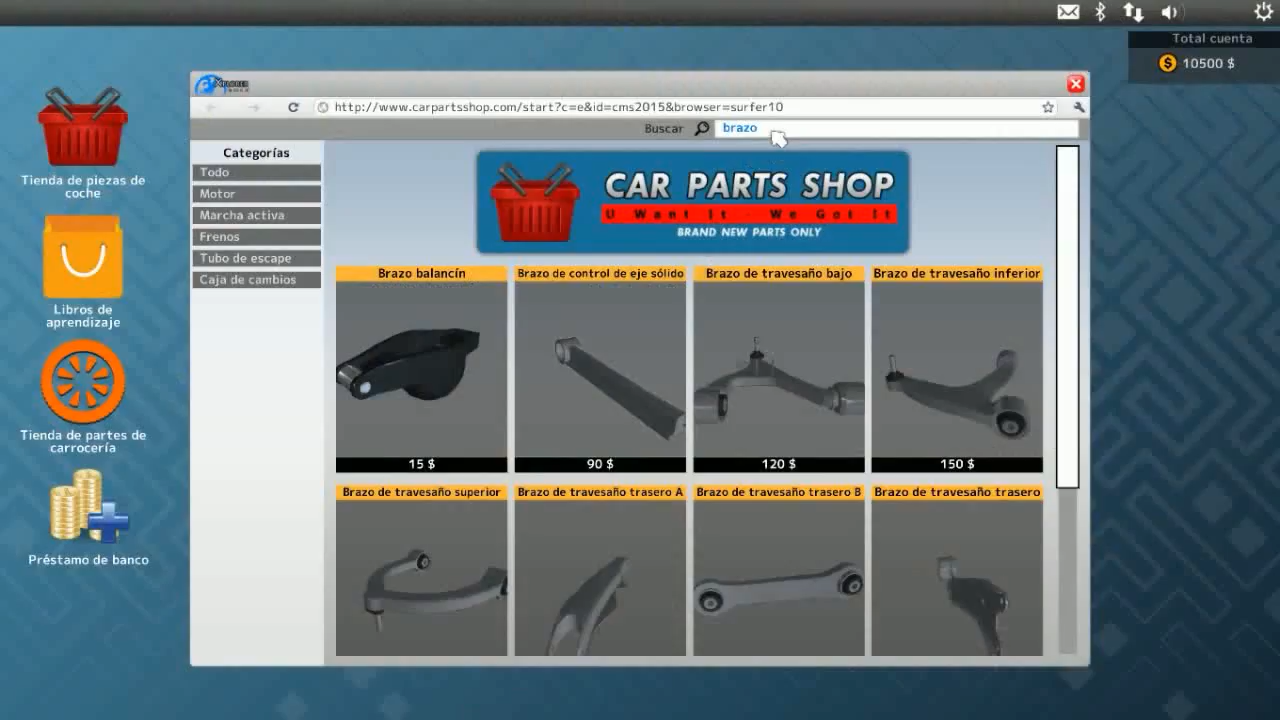 Total cuenta
10500 $
http://www.carpartsshop.com/start?c=e&id=cms2015&browser=surfer10
Buscar
brazo
Tienda de piezas de
coche
Libros de
aprendizaje
Tienda de partes de
carrocería
Préstamo de banco
Categorías
Todo
Motor
Marcha activa
Frenos
Tubo de escape
Caja de cambios
CAR PARTS SHOP
U Want It - We Got It
BRAND NEW PARTS ONLY
Brazo balancín
Brazo de control de eje sólido
Brazo de travesaño bajo
Brazo de travesaño inferior
15 $
90 $
120 $
150 $
Brazo de travesaño superior
Brazo de travesaño trasero A
Brazo de travesaño trasero B
Brazo de travesaño trasero